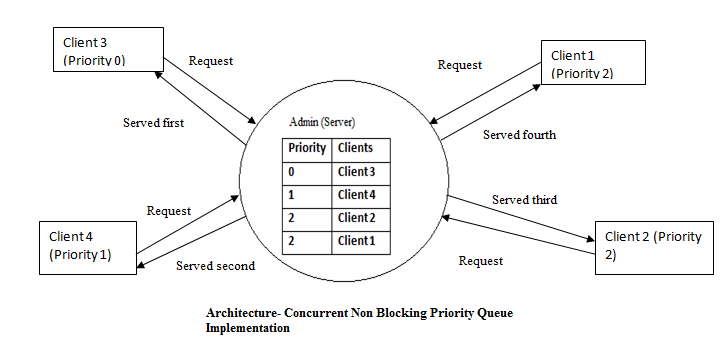 Client 3
(Priority 0)
Request
Served first
Client 1
(Priority 2)
Request
Served fourth
Admin (Server)
Priority Clients
0 Client3
1 Client4
2 Client2
2 Client1
Client 4
(Priority 1)
Request
Served second
Served third
Client 2 (Priority
2)
Request
Architecture- Concurrent Non Blocking Priority Queue
Implementation